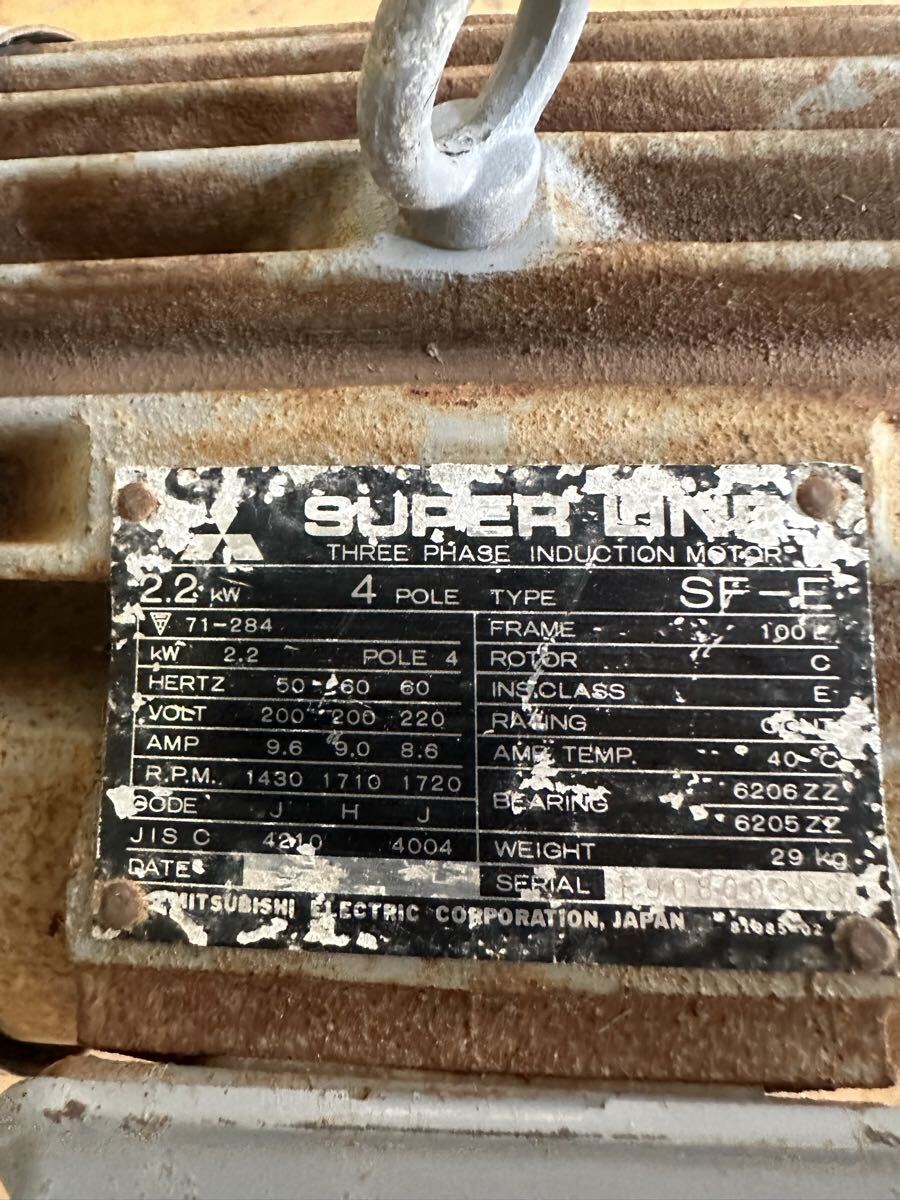 SUPER LINE
THREE PHASE INDUCTION MOTOR
2.2 kW 4 POLE TYPE SF-E
71-284
kW 2.2 POLE 4
HERTZ 50 60 60
VOLT 200 200 220
AMP 9.6 9.0 8.6
R.P.M. 1430 1710 1720
CODE J H J
JIS C 4210 4004
DATE
FRAME 100L
ROTOR C
INS.CLASS E
RATING CONT
AMB. TEMP. 40 °C
BEARING 6206ZZ
6205ZZ
WEIGHT 29 kg
SERIAL
MITSUBISHI ELECTRIC CORPORATION, JAPAN